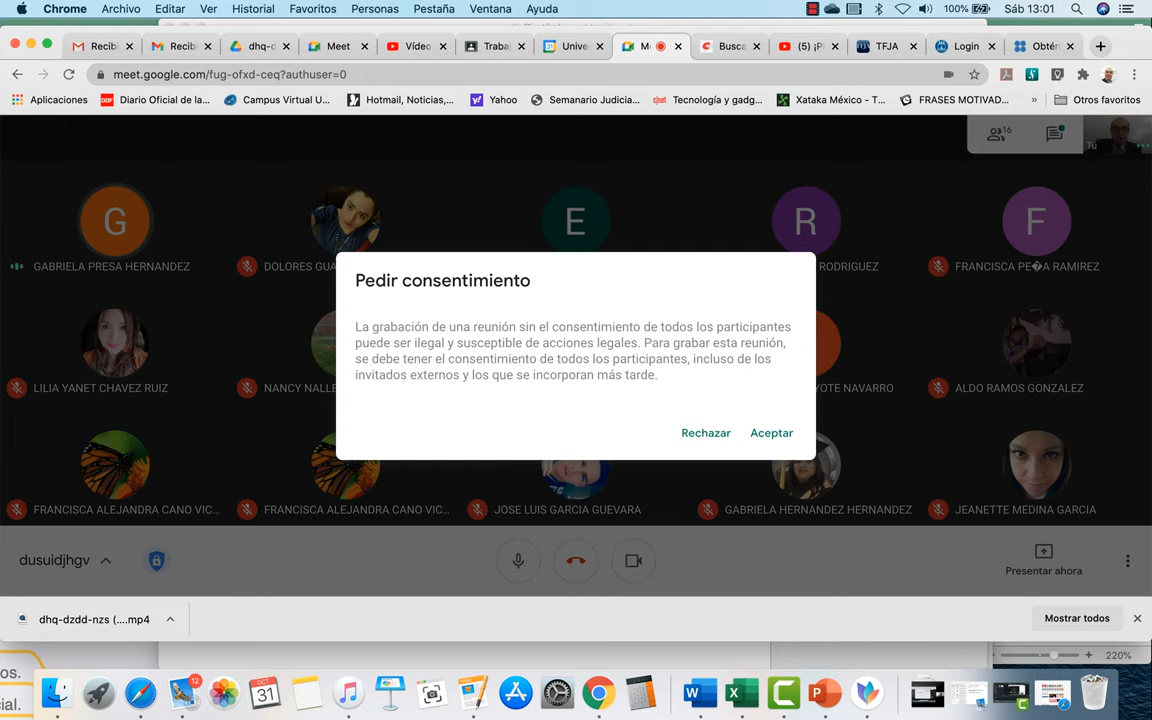 Chrome Archivo Editar Ver Historial Favoritos Personas Pestaña Ventana Ayuda 100% Sáb 13:01
Recibi Recib dhq-d Meet Vídeo Traba 31 Unive M Busca (5) ¡P TFJA Login Obtén
meet.google.com/fug-ofxd-ceq?authuser=0
Aplicaciones DOF Diario Oficial de la... Campus Virtual U... Hotmail, Noticias,... Yahoo Semanario Judicia... cnet Tecnología y gadg... Xataka México - T... FRASES MOTIVAD... » Otros favoritos
16
Tú
G E R F
GABRIELA PRESA HERNANDEZ DOLORES GUA RODRIGUEZ FRANCISCA PE�A RAMIREZ
Pedir consentimiento
La grabación de una reunión sin el consentimiento de todos los participantes
puede ser ilegal y susceptible de acciones legales. Para grabar esta reunión,
se debe tener el consentimiento de todos los participantes, incluso de los
invitados externos y los que se incorporan más tarde.
Rechazar Aceptar
LILIA YANET CHAVEZ RUIZ NANCY NALLE YOTE NAVARRO ALDO RAMOS GONZALEZ
FRANCISCA ALEJANDRA CANO VIC... FRANCISCA ALEJANDRA CANO VIC... JOSE LUIS GARCIA GUEVARA GABRIELA HERNANDEZ HERNANDEZ JEANETTE MEDINA GARCIA
dusuidjhgv
Presentar ahora
dhq-dzdd-nzs (....mp4 Mostrar todos
os. 220%
cial.
12 OCT 31 W X C P